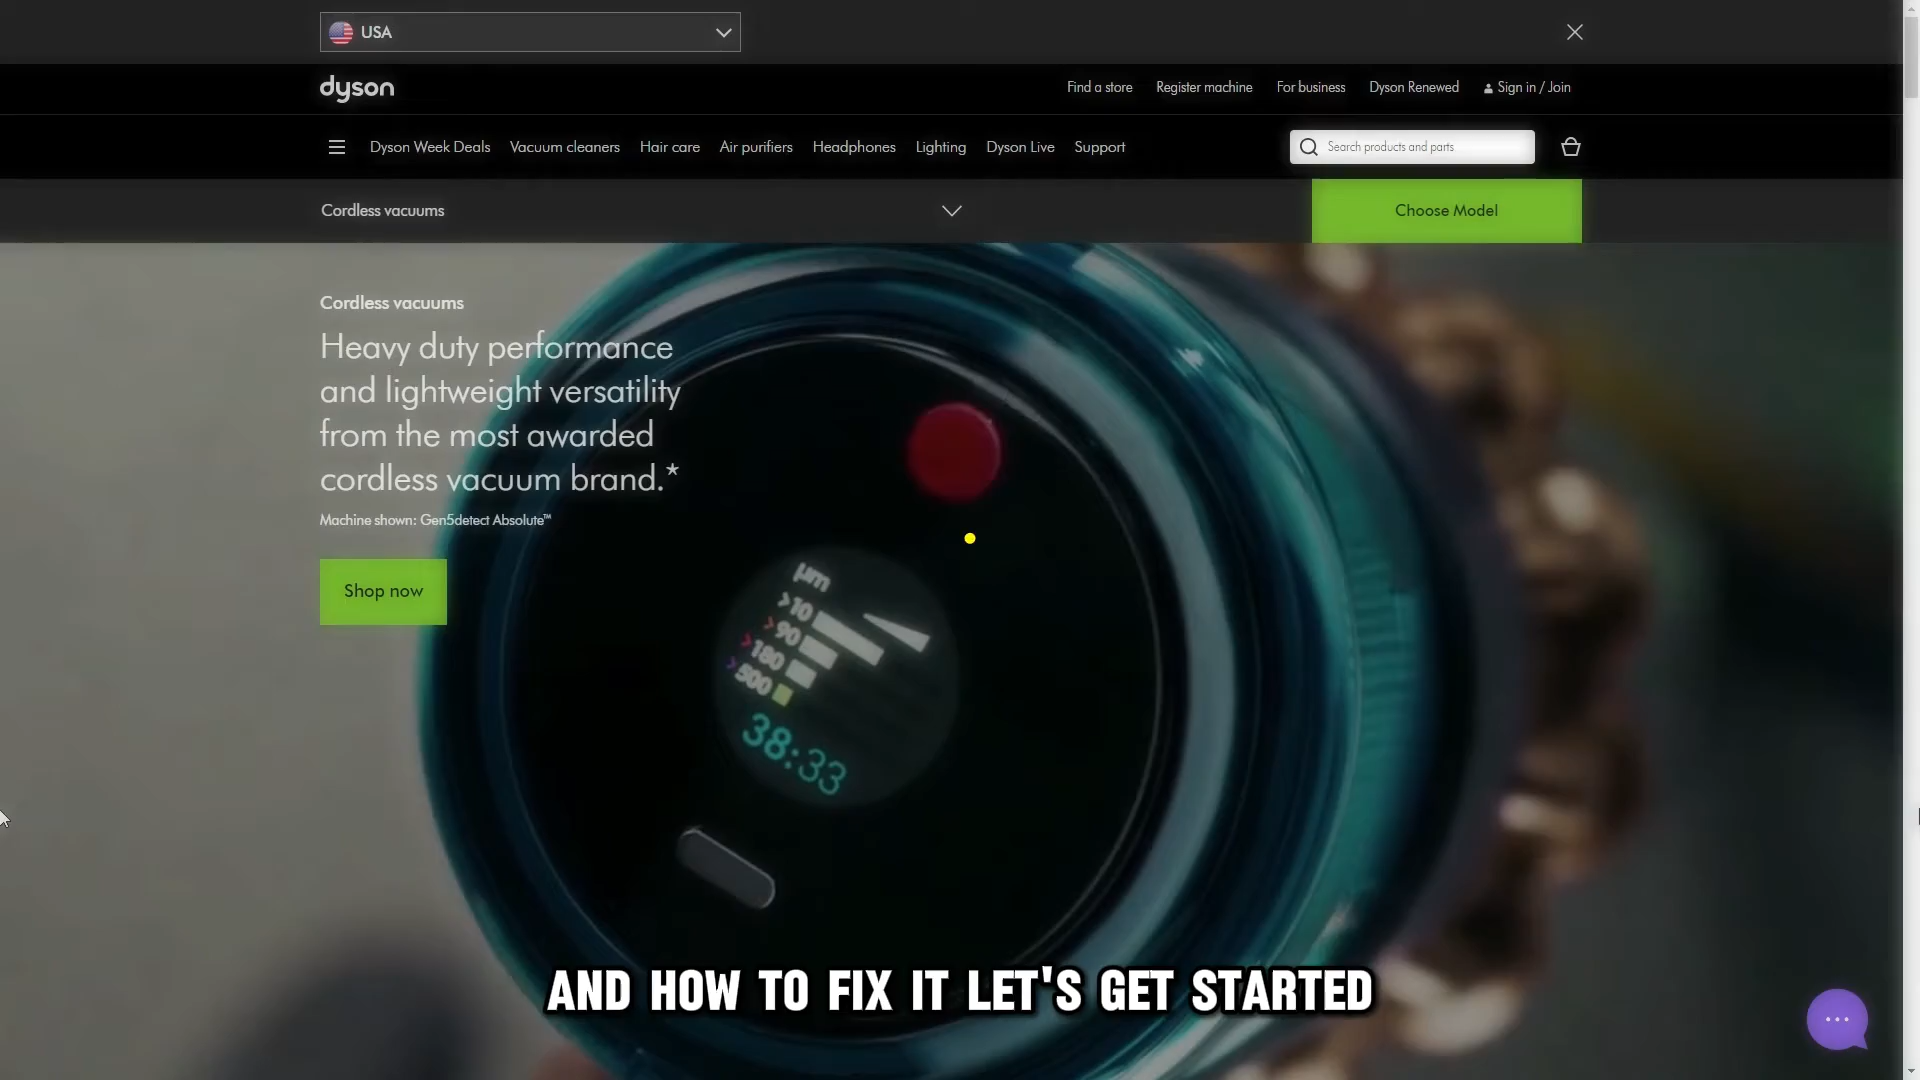 USA
dyson
Find a store Register machine For business Dyson Renewed Sign in / Join
Dyson Week Deals Vacuum cleaners Hair care Air purifiers Headphones Lighting Dyson Live Support Search products and parts
Cordless vacuums Choose Model
Cordless vacuums
Heavy duty performance
and lightweight versatility
from the most awarded
cordless vacuum brand.*
Machine shown: Gen5detect Absolute™
Shop now
µm
>10
>90
>180
>500
38:33
AND HOW TO FIX IT LET'S GET STARTED